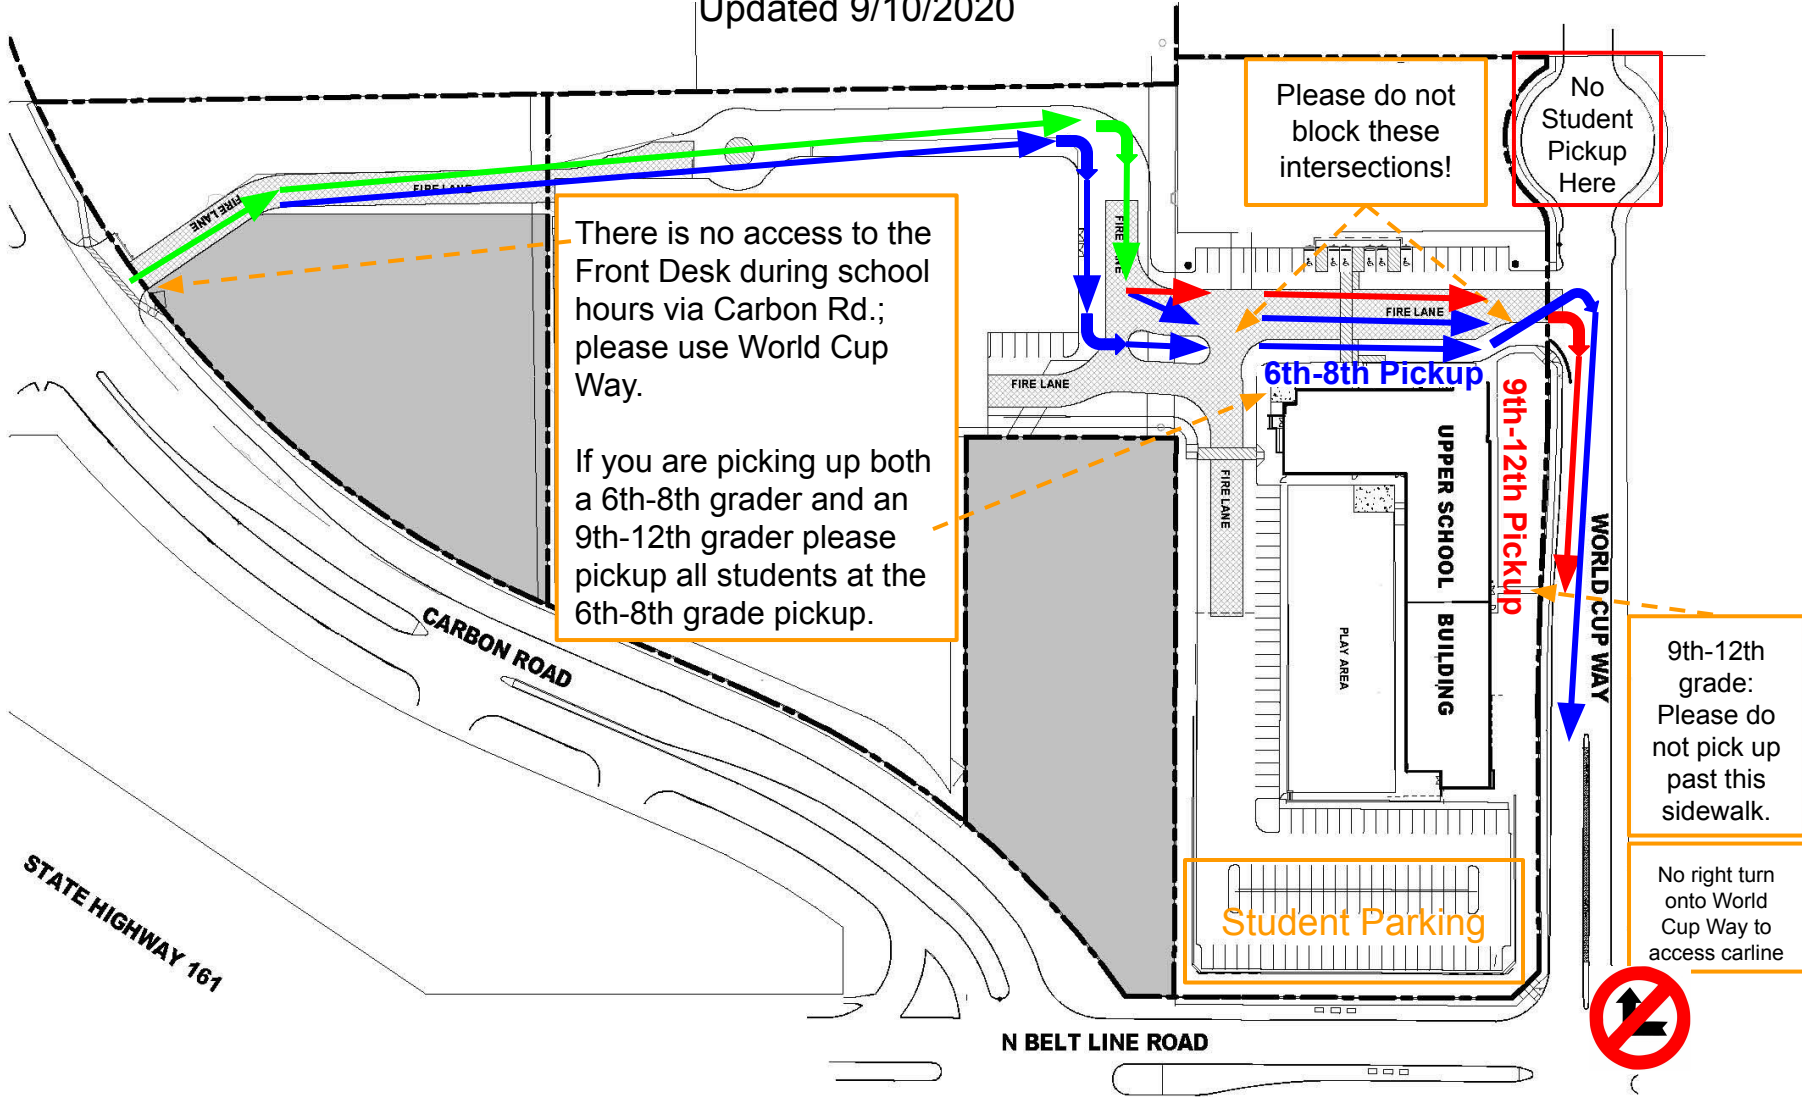 Updated 9/10/2020
Please do not
block these
intersections!
No
Student
Pickup
Here
FIRE LANE
FIRE LANE
There is no access to the
Front Desk during school
hours via Carbon Rd.;
please use World Cup
Way.
If you are picking up both
a 6th-8th grader and an
9th-12th grader please
pickup all students at the
6th-8th grade pickup.
FIRE LANE
FIRE LANE
FIRE LANE
6th-8th Pickup
9th-12th Pickup
FIRE LANE
UPPER SCHOOL BUILDING
PLAY AREA
WORLD CUP WAY
CARBON ROAD
9th-12th
grade:
Please do
not pick up
past this
sidewalk.
No right turn
onto World
Cup Way to
access carline
Student Parking
STATE HIGHWAY 161
N BELT LINE ROAD